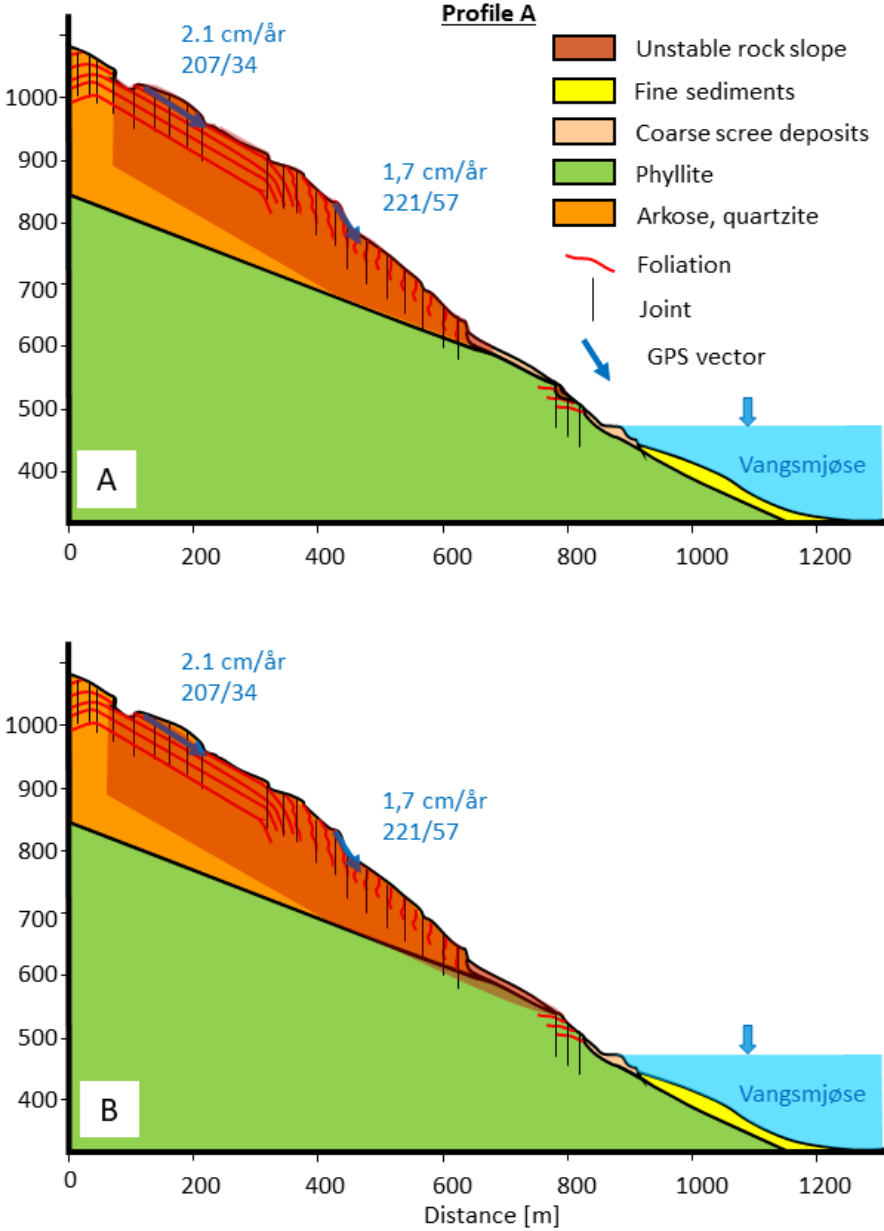 Profile A
2.1 cm/år
207/34
1,7 cm/år
221/57
Unstable rock slope
Fine sediments
Coarse scree deposits
Phyllite
Arkose, quartzite
Foliation
Joint
GPS vector
1000
900
800
700
600
500
400
Vangsmjøse
A
0
200
400
600
800
1000
1200
2.1 cm/år
207/34
1,7 cm/år
221/57
1000
900
800
700
600
500
400
Vangsmjøse
B
0
200
400
600
800
1000
1200
Distance [m]